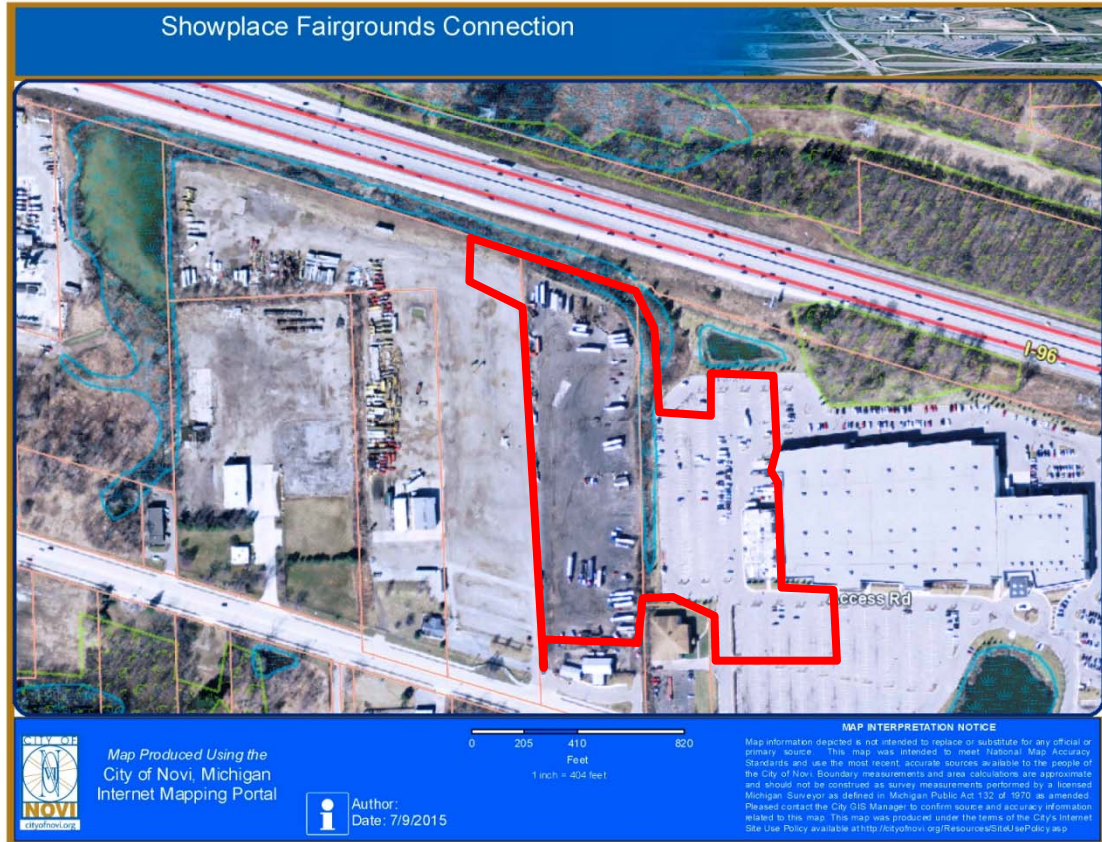 Showplace Fairgrounds Connection
I-96
Access Rd
CITY OF
NOVI
cityofnovi.org
Map Produced Using the
City of Novi, Michigan
Internet Mapping Portal
Author:
Date: 7/9/2015
0 205 410 820
Feet
1 inch = 404 feet
MAP INTERPRETATION NOTICE
Map information depicted is not intended to replace or substitute for any official or
primary source. This map was intended to meet National Map Accuracy
Standards and use the most recent, accurate sources available to the people of
the City of Novi. Boundary measurements and area calculations are approximate
and should not be construed as survey measurements performed by a licensed
Michigan Surveyor as defined in Michigan Public Act 132 of 1970 as amended.
Pleased contact the City GIS Manager to confirm source and accuracy information
related to this map. This map was produced under the terms of the City's Internet
Site Use Policy available at http://cityofnovi.org/Resources/SiteUsePolicy.asp